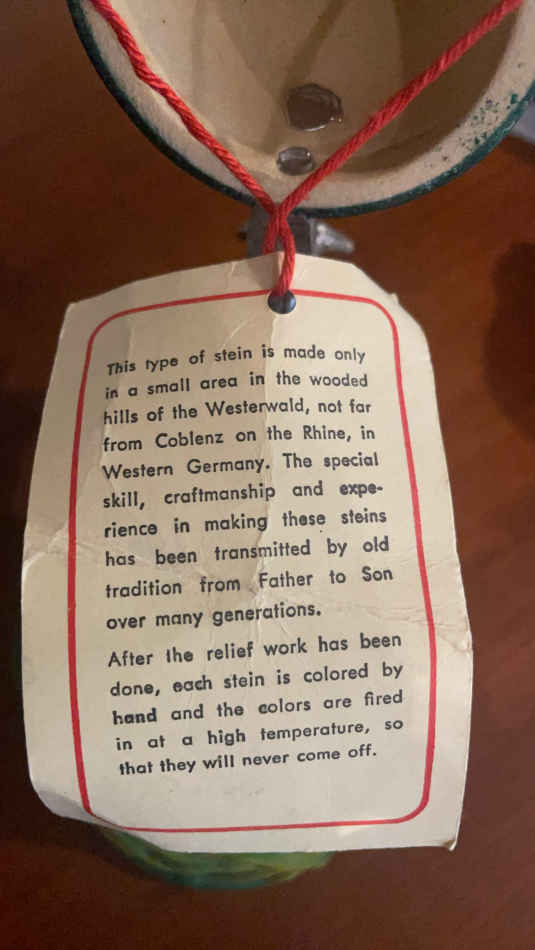 This type of stein is made only
in a small area in the wooded
hills of the Westerwald, not far
from Coblenz on the Rhine, in
Western Germany. The special
skill, craftmanship and expe-
rience in making these steins
has been transmitted by old
tradition from Father to Son
over many generations.
After the relief work has been
done, each stein is colored by
hand and the colors are fired
in at a high temperature, so
that they will never come off.